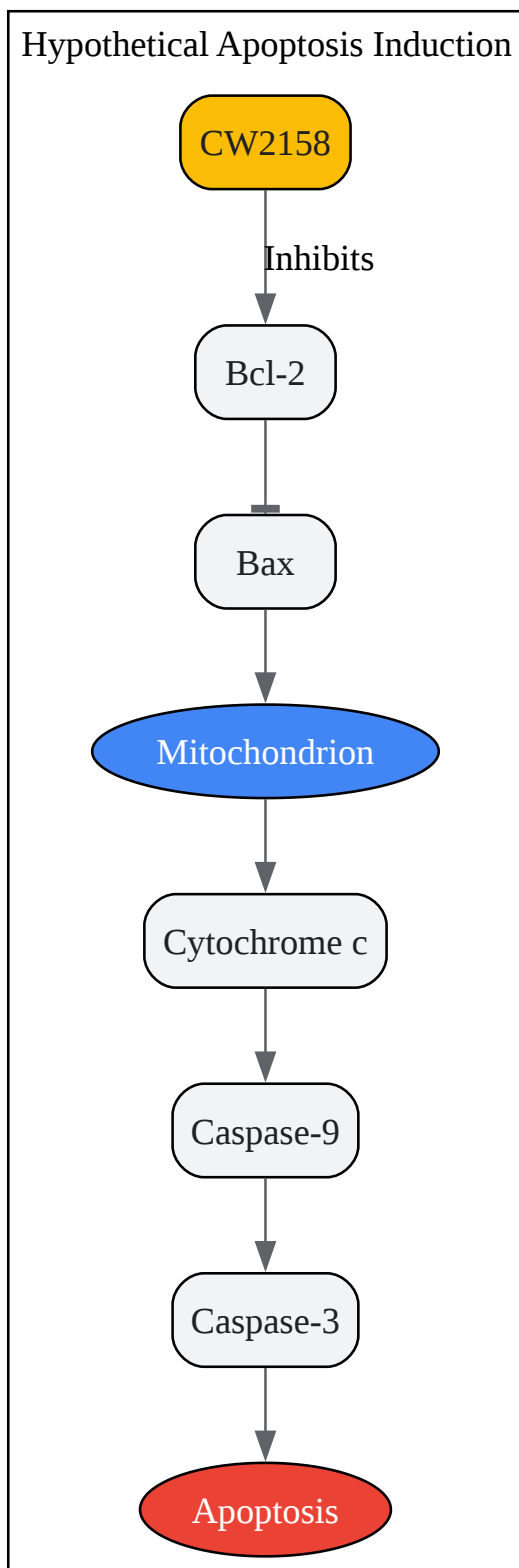 Hypothetical Apoptosis Induction
CW2158
Inhibits
Bcl-2
Bax
Mitochondrion
Cytochrome c
Caspase-9
Caspase-3
Apoptosis